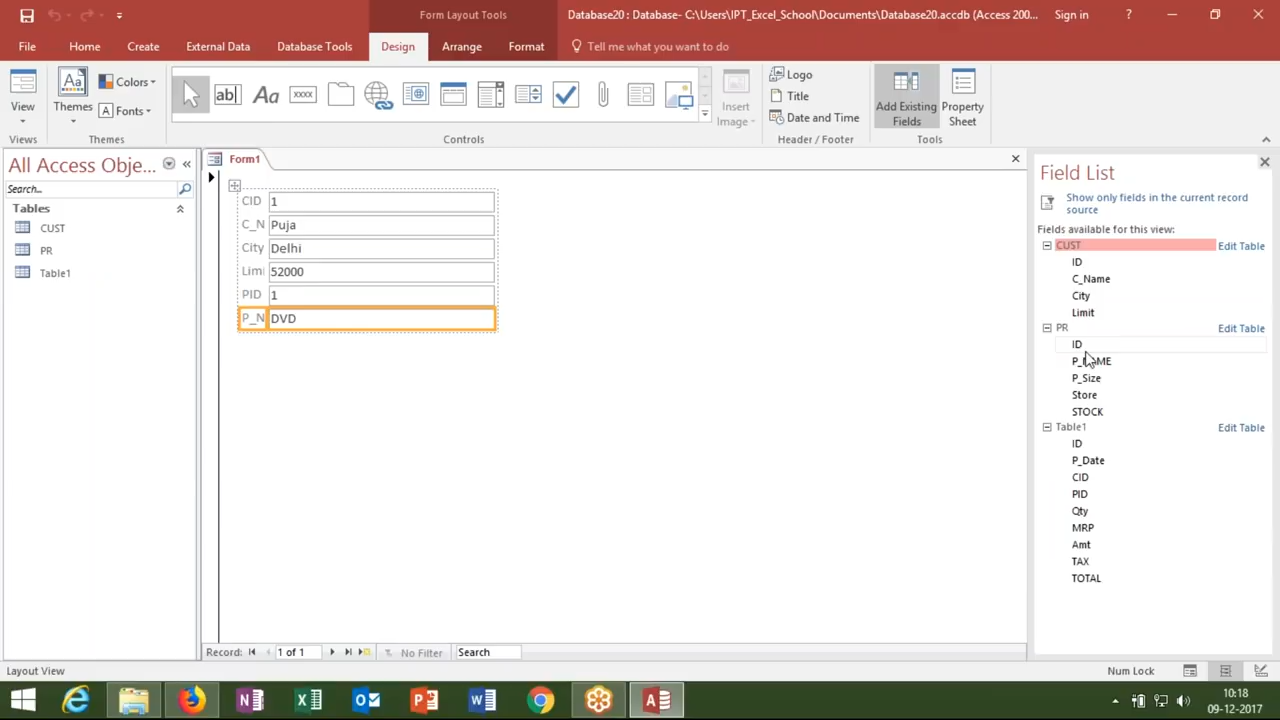 Form Layout Tools
Database20 : Database- C:\Users\IPT_Excel_School\Documents\Database20.accdb (Access 200...
Sign in
?
File
Home
Create
External Data
Database Tools
Design
Arrange
Format
Tell me what you want to do
View
Views
Aa
Themes
Colors
A Fonts
Themes
ab|
Aa
xxxx
Controls
Insert
Image
Logo
Title
Date and Time
Header / Footer
Add Existing
Fields
Property
Sheet
Tools
All Access Obje...
Search...
Tables
CUST
PR
Table1
Form1
CID 1
C_N Puja
City Delhi
Limi 52000
PID 1
P_N DVD
Field List
Show only fields in the current record
source
Fields available for this view:
CUST Edit Table
ID
C_Name
City
Limit
PR Edit Table
ID
P_NAME
P_Size
Store
STOCK
Table1 Edit Table
ID
P_Date
CID
PID
Qty
MRP
Amt
TAX
TOTAL
Record: 1 of 1 No Filter Search
Layout View
Num Lock
10:18
09-12-2017